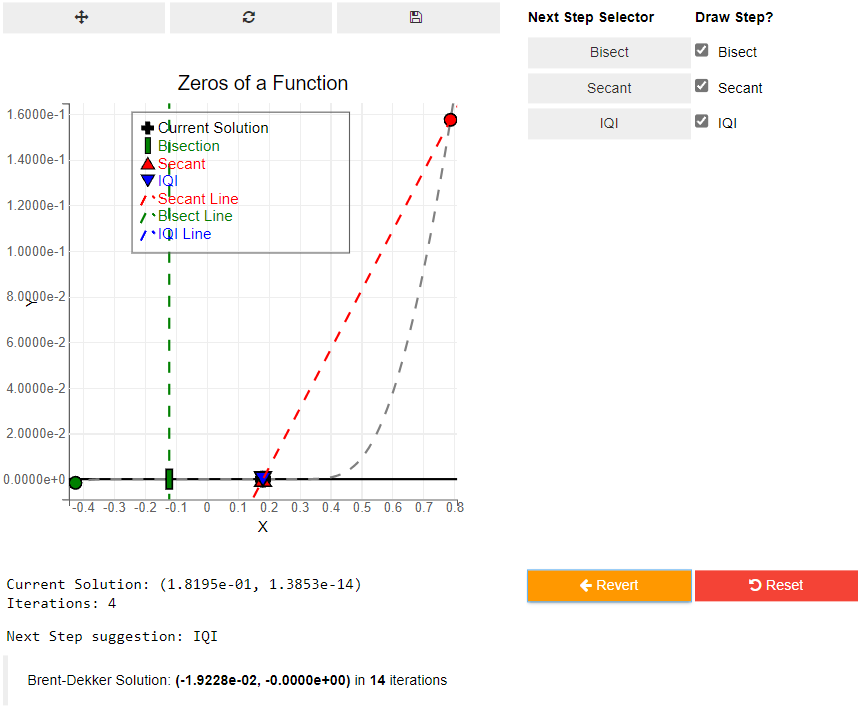 Next Step Selector
Draw Step?
Bisect
Bisect
Secant
Secant
IQI
IQI
Zeros of a Function
Current Solution
Bisection
Secant
IQI
Secant Line
Bisect Line
IQI Line
1.6000e-1
1.4000e-1
1.2000e-1
1.0000e-1
8.0000e-2
6.0000e-2
4.0000e-2
2.0000e-2
0.0000e+0
Y
-0.4 -0.3 -0.2 -0.1 0 0.1 0.2 0.3 0.4 0.5 0.6 0.7 0.8
X
Revert
Reset
Current Solution: (1.8195e-01, 1.3853e-14)
Iterations: 4
Next Step suggestion: IQI
Brent-Dekker Solution: (-1.9228e-02, -0.0000e+00) in 14 iterations